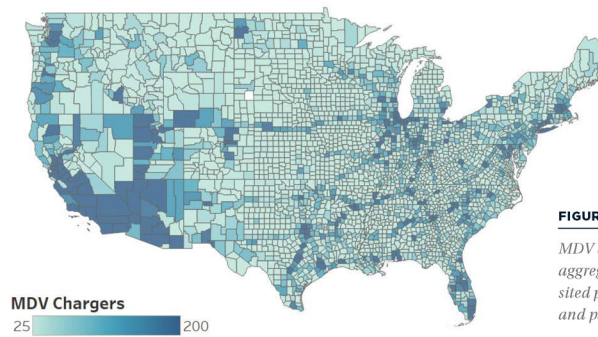 FIGUR
MDV
aggreg
sited p
and p
MDV Chargers
25 200